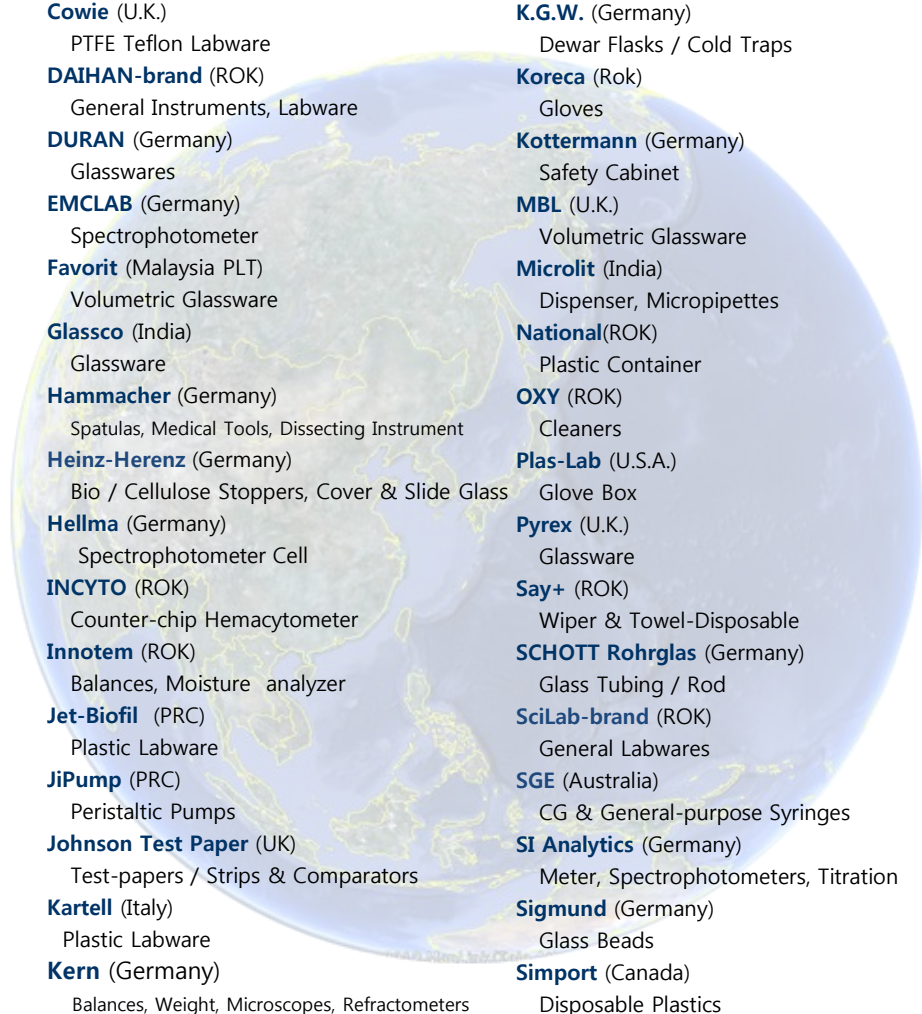 Cowie (U.K.)
PTFE Teflon Labware
DAIHAN-brand (ROK)
General Instruments, Labware
DURAN (Germany)
Glasswares
EMCLAB (Germany)
Spectrophotometer
Favorit (Malaysia PLT)
Volumetric Glassware
Glassco (India)
Glassware
Hammacher (Germany)
Spatulas, Medical Tools, Dissecting Instrument
Heinz-Herenz (Germany)
Bio / Cellulose Stoppers, Cover & Slide Glass
Hellma (Germany)
Spectrophotometer Cell
INCYTO (ROK)
Counter-chip Hemacytometer
Innotem (ROK)
Balances, Moisture analyzer
Jet-Biofil (PRC)
Plastic Labware
JiPump (PRC)
Peristaltic Pumps
Johnson Test Paper (UK)
Test-papers / Strips & Comparators
Kartell (Italy)
Plastic Labware
Kern (Germany)
Balances, Weight, Microscopes, Refractometers
K.G.W. (Germany)
Dewar Flasks / Cold Traps
Koreca (Rok)
Gloves
Kottermann (Germany)
Safety Cabinet
MBL (U.K.)
Volumetric Glassware
Microlit (India)
Dispenser, Micropipettes
National(ROK)
Plastic Container
OXY (ROK)
Cleaners
Plas-Lab (U.S.A.)
Glove Box
Pyrex (U.K.)
Glassware
Say+ (ROK)
Wiper & Towel-Disposable
SCHOTT Rohrglas (Germany)
Glass Tubing / Rod
SciLab-brand (ROK)
General Labwares
SGE (Australia)
CG & General-purpose Syringes
SI Analytics (Germany)
Meter, Spectrophotometers, Titration
Sigmund (Germany)
Glass Beads
Simport (Canada)
Disposable Plastics